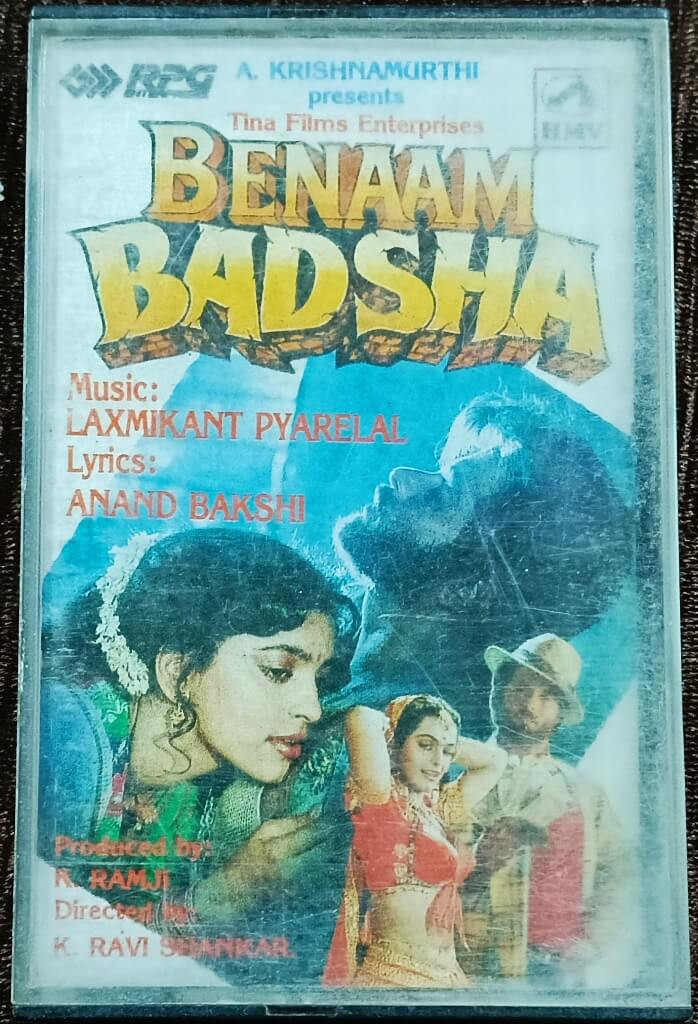 RPG
A. KRISHNAMURTHI
presents
Tina Films Enterprises
HMV
BENAAM
BADSHA
Music:
LAXMIKANT PYARELAL
Lyrics:
ANAND BAKSHI
Produced by:
K. RAMJI
Directed by:
K. RAVI SHANKAR.